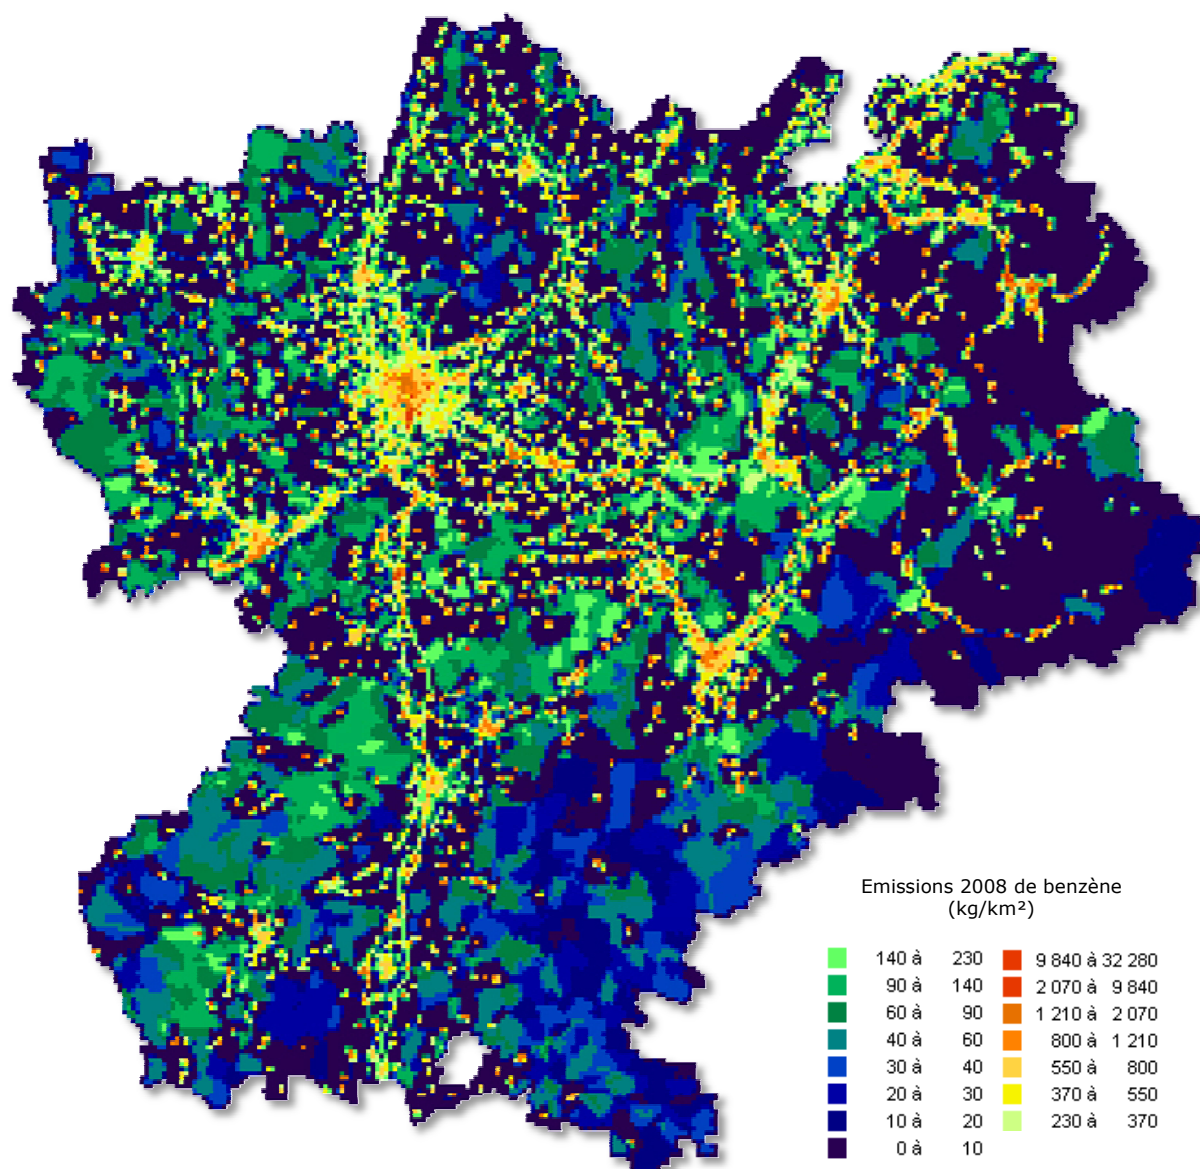 Emissions 2008 de benzène
(kg/km²)
140 à 230 9 840 à 32 280
90 à 140 2 070 à 9 840
60 à 90 1 210 à 2 070
40 à 60 800 à 1 210
30 à 40 550 à 800
20 à 30 370 à 550
10 à 20 230 à 370
0 à 10